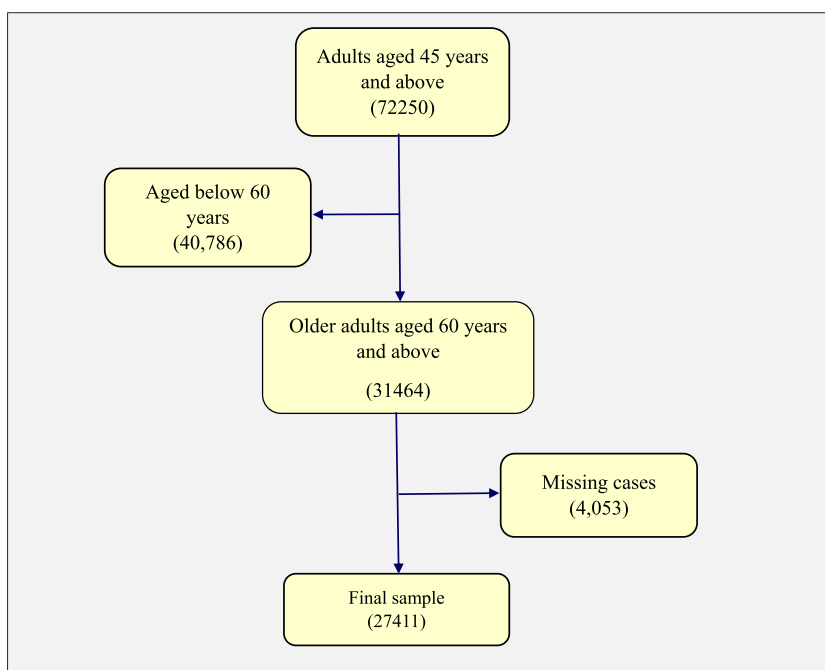 Adults aged 45 years
and above
(72250)
Aged below 60
years
(40,786)
Older adults aged 60 years
and above
(31464)
Missing cases
(4,053)
Final sample
(27411)